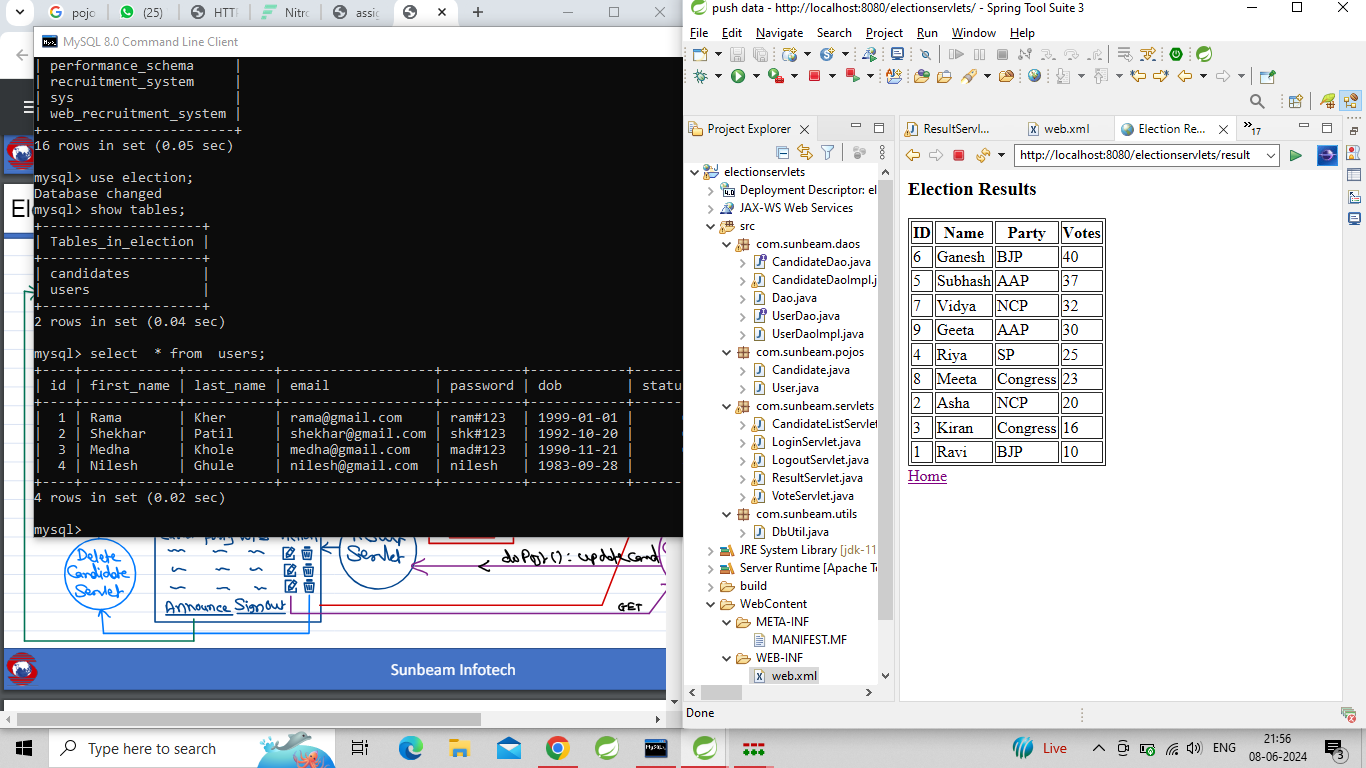 pojo
(25)
HTTP
Nitro
assig
MySQL 8.0 Command Line Client
| performance_schema     |
| recruitment_system     |
| sys                    |
| web_recruitment_system |
+------------------------+
16 rows in set (0.05 sec)
mysql> use election;
Database changed
mysql> show tables;
+--------------------+
| Tables_in_election |
+--------------------+
| candidates         |
| users              |
+--------------------+
2 rows in set (0.04 sec)
mysql> select  * from  users;
+----+------------+-----------+-------------------+----------+------------+------
| id | first_name | last_name | email             | password | dob        | statu
+----+------------+-----------+-------------------+----------+------------+------
|  1 | Rama       | Kher      | rama@gmail.com    | ram#123  | 1999-01-01 |
|  2 | Shekhar    | Patil     | shekhar@gmail.com | shk#123  | 1992-10-20 |
|  3 | Medha      | Khole     | medha@gmail.com   | mad#123  | 1990-11-21 |
|  4 | Nilesh     | Ghule     | nilesh@gmail.com  | nilesh   | 1983-09-28 |
+----+------------+-----------+-------------------+----------+------------+------
4 rows in set (0.02 sec)
mysql>
El
Delete
Candidate
Servlet
Servlet
doPost(): updateCand
Announce Signout
GET
Sunbeam Infotech
push data - http://localhost:8080/electionservlets/ - Spring Tool Suite 3
File Edit Navigate Search Project Run Window Help
Project Explorer
electionservlets
Deployment Descriptor: el
JAX-WS Web Services
src
com.sunbeam.daos
CandidateDao.java
CandidateDaoImpl.j
Dao.java
UserDao.java
UserDaoImpl.java
com.sunbeam.pojos
Candidate.java
User.java
com.sunbeam.servlets
CandidateListServlet
LoginServlet.java
LogoutServlet.java
ResultServlet.java
VoteServlet.java
com.sunbeam.utils
DbUtil.java
JRE System Library [jdk-11
Server Runtime [Apache T
build
WebContent
META-INF
MANIFEST.MF
WEB-INF
web.xml
ResultServl...
web.xml
Election Re...
17
http://localhost:8080/electionservlets/result
Election Results
ID Name Party Votes
6 Ganesh BJP 40
5 Subhash AAP 37
7 Vidya NCP 32
9 Geeta AAP 30
4 Riya SP 25
8 Meeta Congress 23
2 Asha NCP 20
3 Kiran Congress 16
1 Ravi BJP 10
Home
Done
Type here to search
Live
ENG
21:56
08-06-2024
3